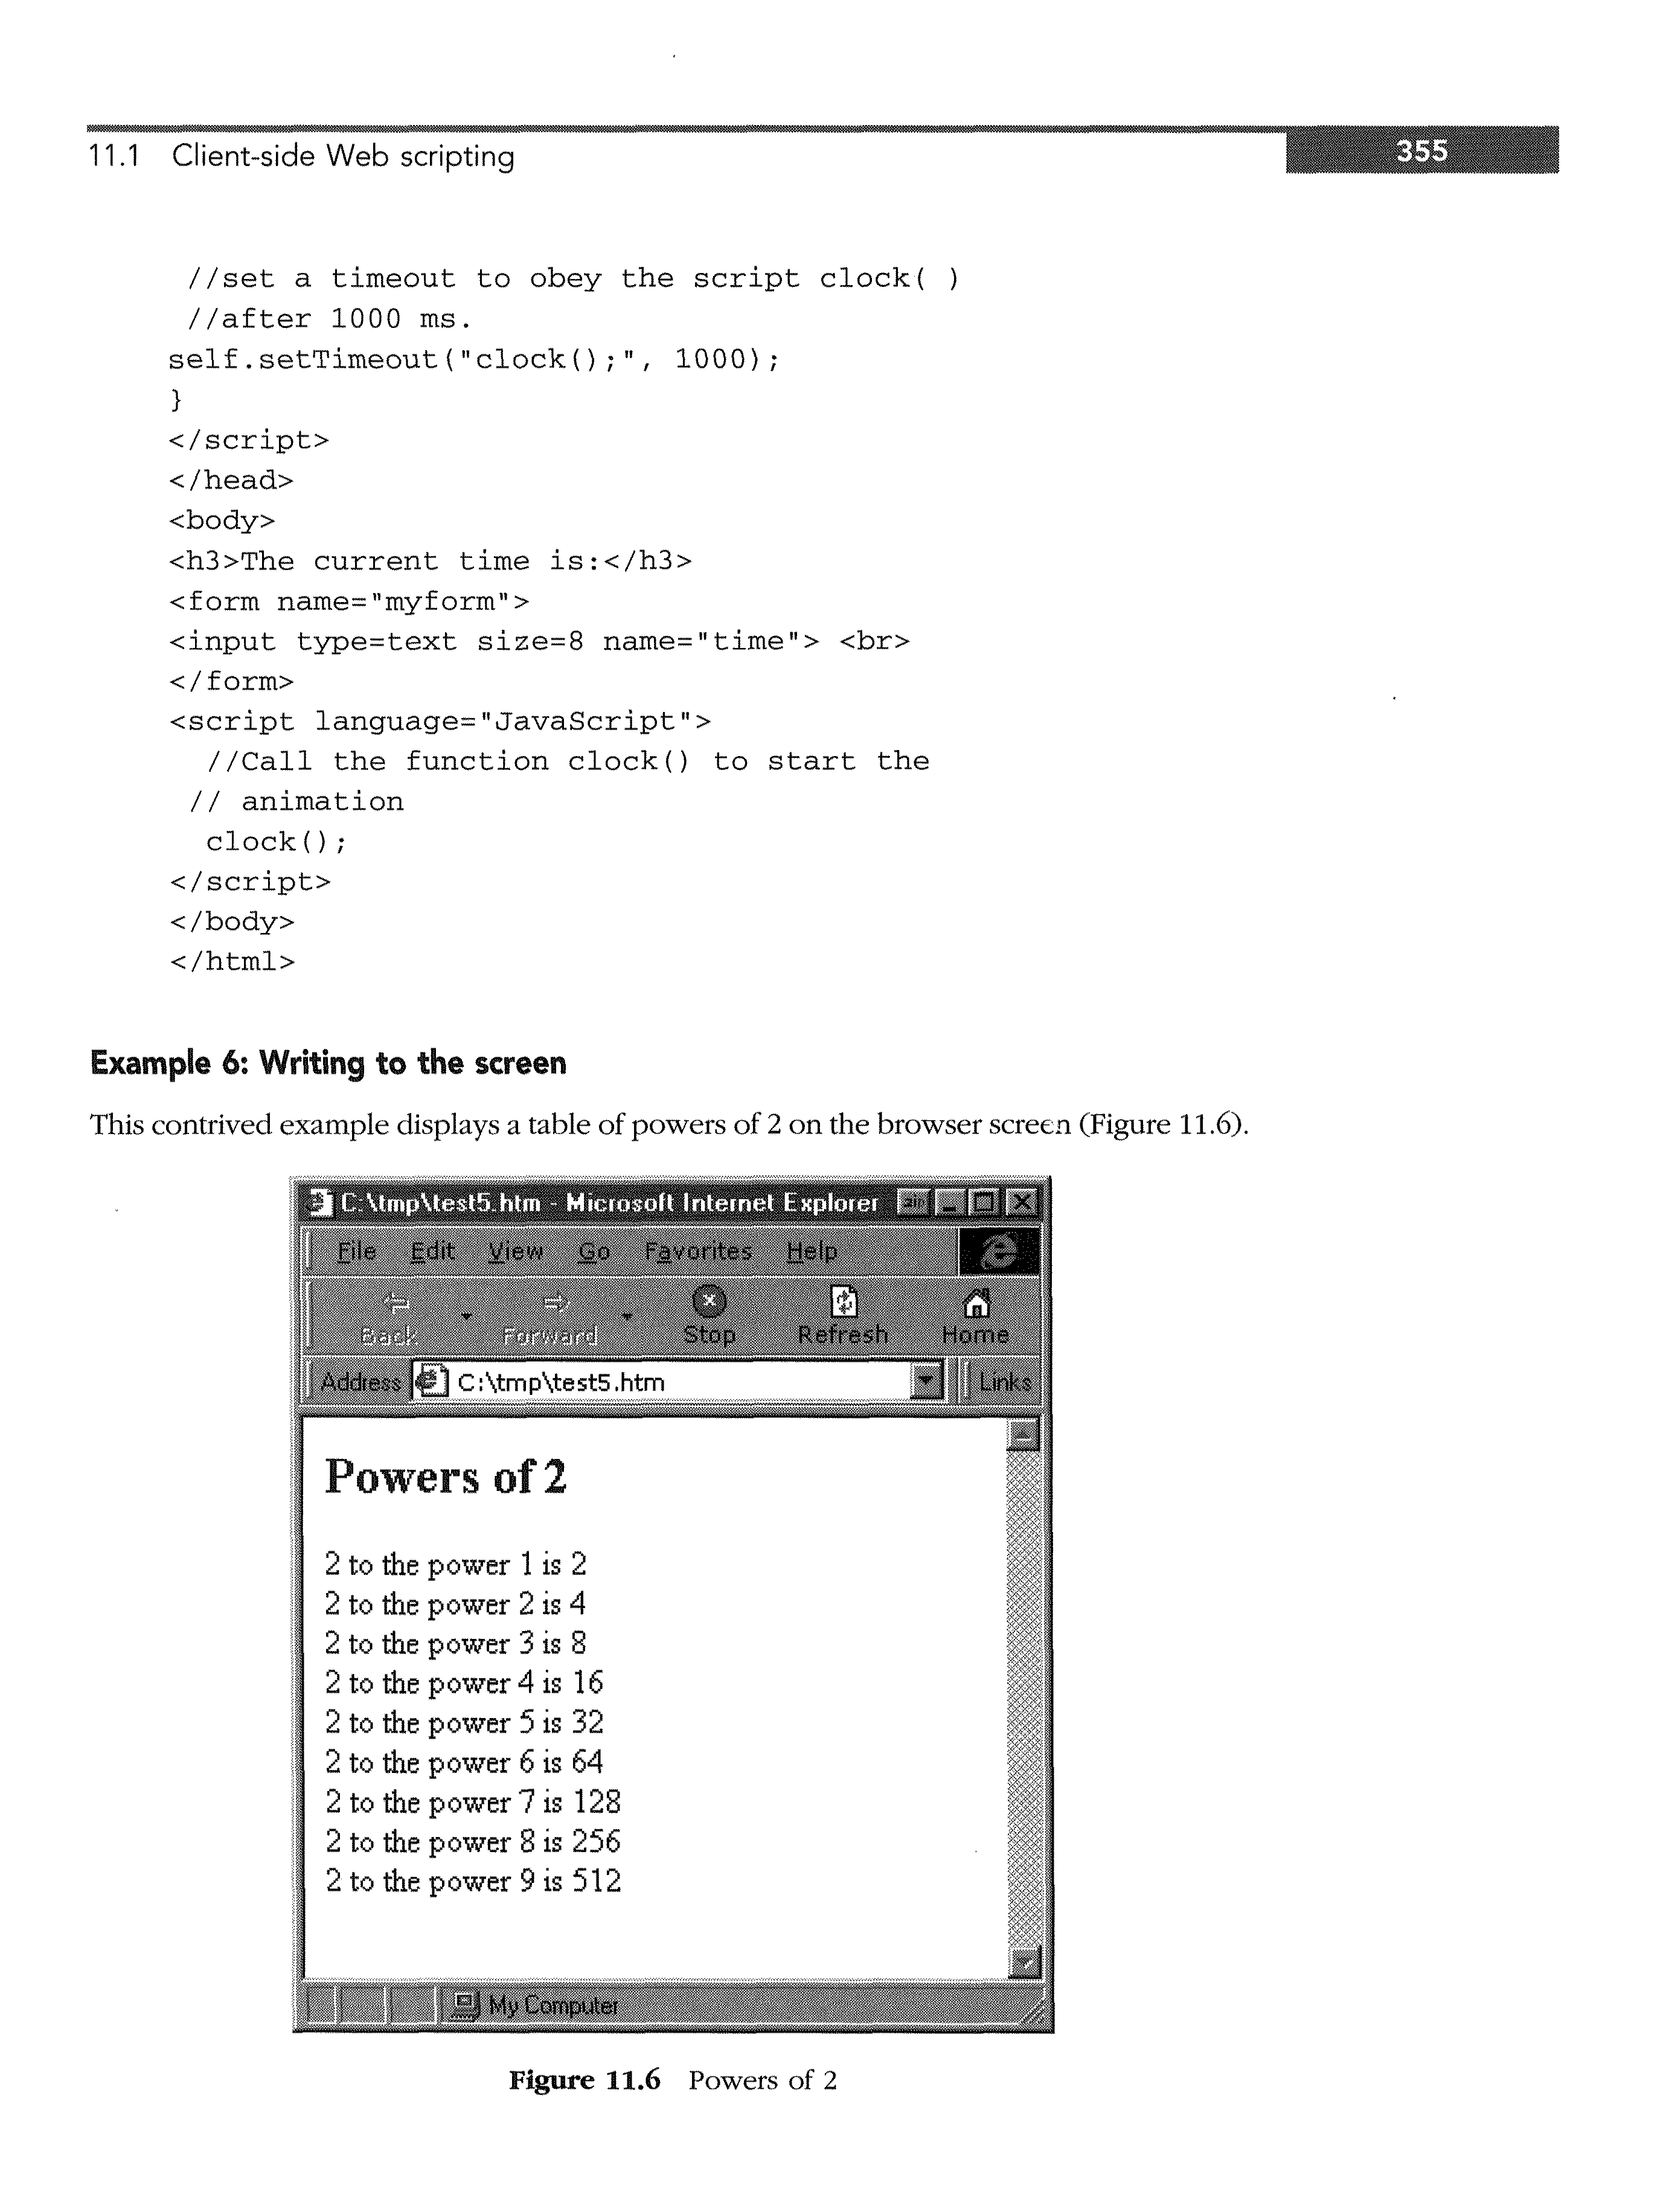 11.1 Client-side Web scripting 355
//set a timeout to obey the script clock( )
//after 1000 ms.
self.setTimeout("clock();", 1000);
}
</script>
</head>
<body>
<h3>The current time is:</h3>
<form name="myform">
<input type=text size=8 name="time"> <br>
</form>
<script language="JavaScript">
//Call the function clock() to start the
// animation
clock();
</script>
</body>
</html>
Example 6: Writing to the screen
This contrived example displays a table of powers of 2 on the browser screen (Figure 11.6).
C:\tmp\test5.htm - Microsoft Internet Explorer
File Edit View Go Favorites Help
Back Forward Stop Refresh Home
Address C:\tmp\test5.htm Links
Powers of 2
2 to the power 1 is 2
2 to the power 2 is 4
2 to the power 3 is 8
2 to the power 4 is 16
2 to the power 5 is 32
2 to the power 6 is 64
2 to the power 7 is 128
2 to the power 8 is 256
2 to the power 9 is 512
My Computer
Figure 11.6 Powers of 2